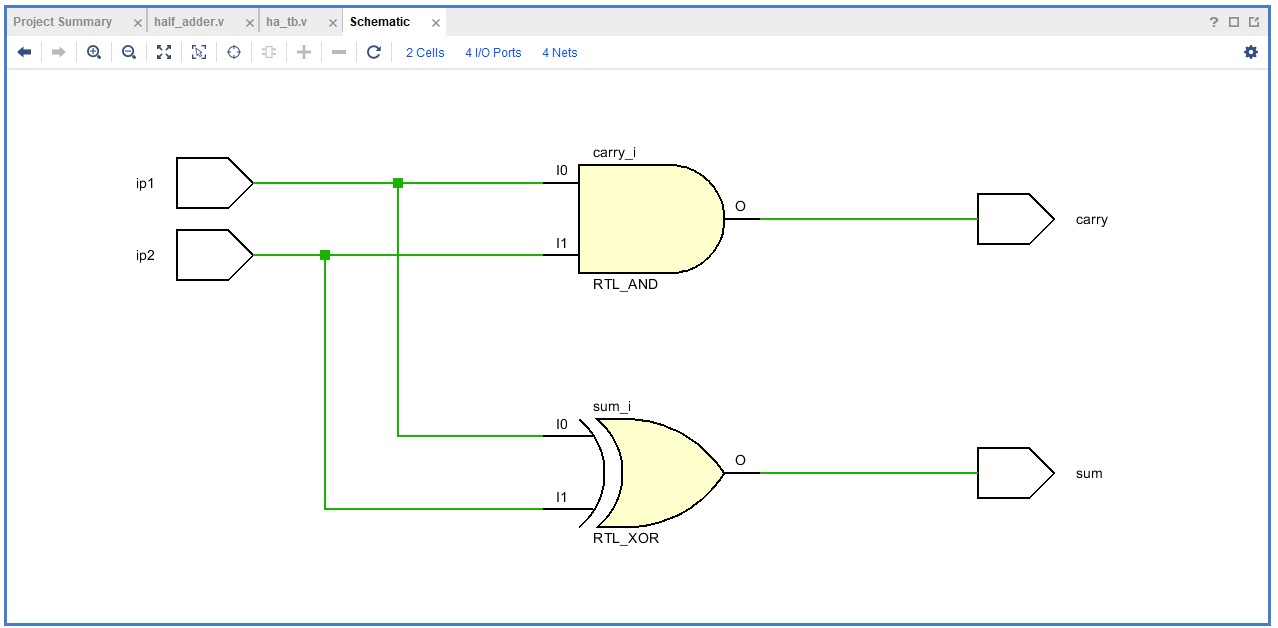 Project Summary × half_adder.v × ha_tb.v × Schematic × ?
2 Cells 4 I/O Ports 4 Nets
carry_i
ip1 I0
O carry
ip2 I1
RTL_AND
sum_i
I0
O sum
I1
RTL_XOR